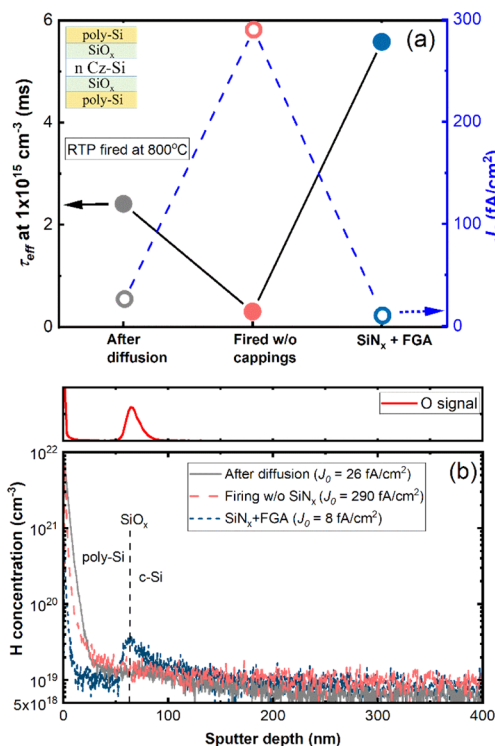 (a)
poly-Si
SiOₓ
n Cz-Si
SiOₓ
poly-Si
RTP fired at 800°C
τeff at 1x10¹⁵ cm⁻³ (ms)
6
4
2
0
300
200
100
0
(fA/cm²)
After diffusion
Fired w/o cappings
SiNₓ + FGA
O signal
(b)
After diffusion (J₀ = 26 fA/cm²)
Firing w/o SiNₓ (J₀ = 290 fA/cm²)
SiNₓ+FGA (J₀ = 8 fA/cm²)
SiOₓ
poly-Si
c-Si
H concentration (cm⁻³)
10²²
10²¹
10²⁰
10¹⁹
5x10¹⁸
0
100
200
300
400
Sputter depth (nm)